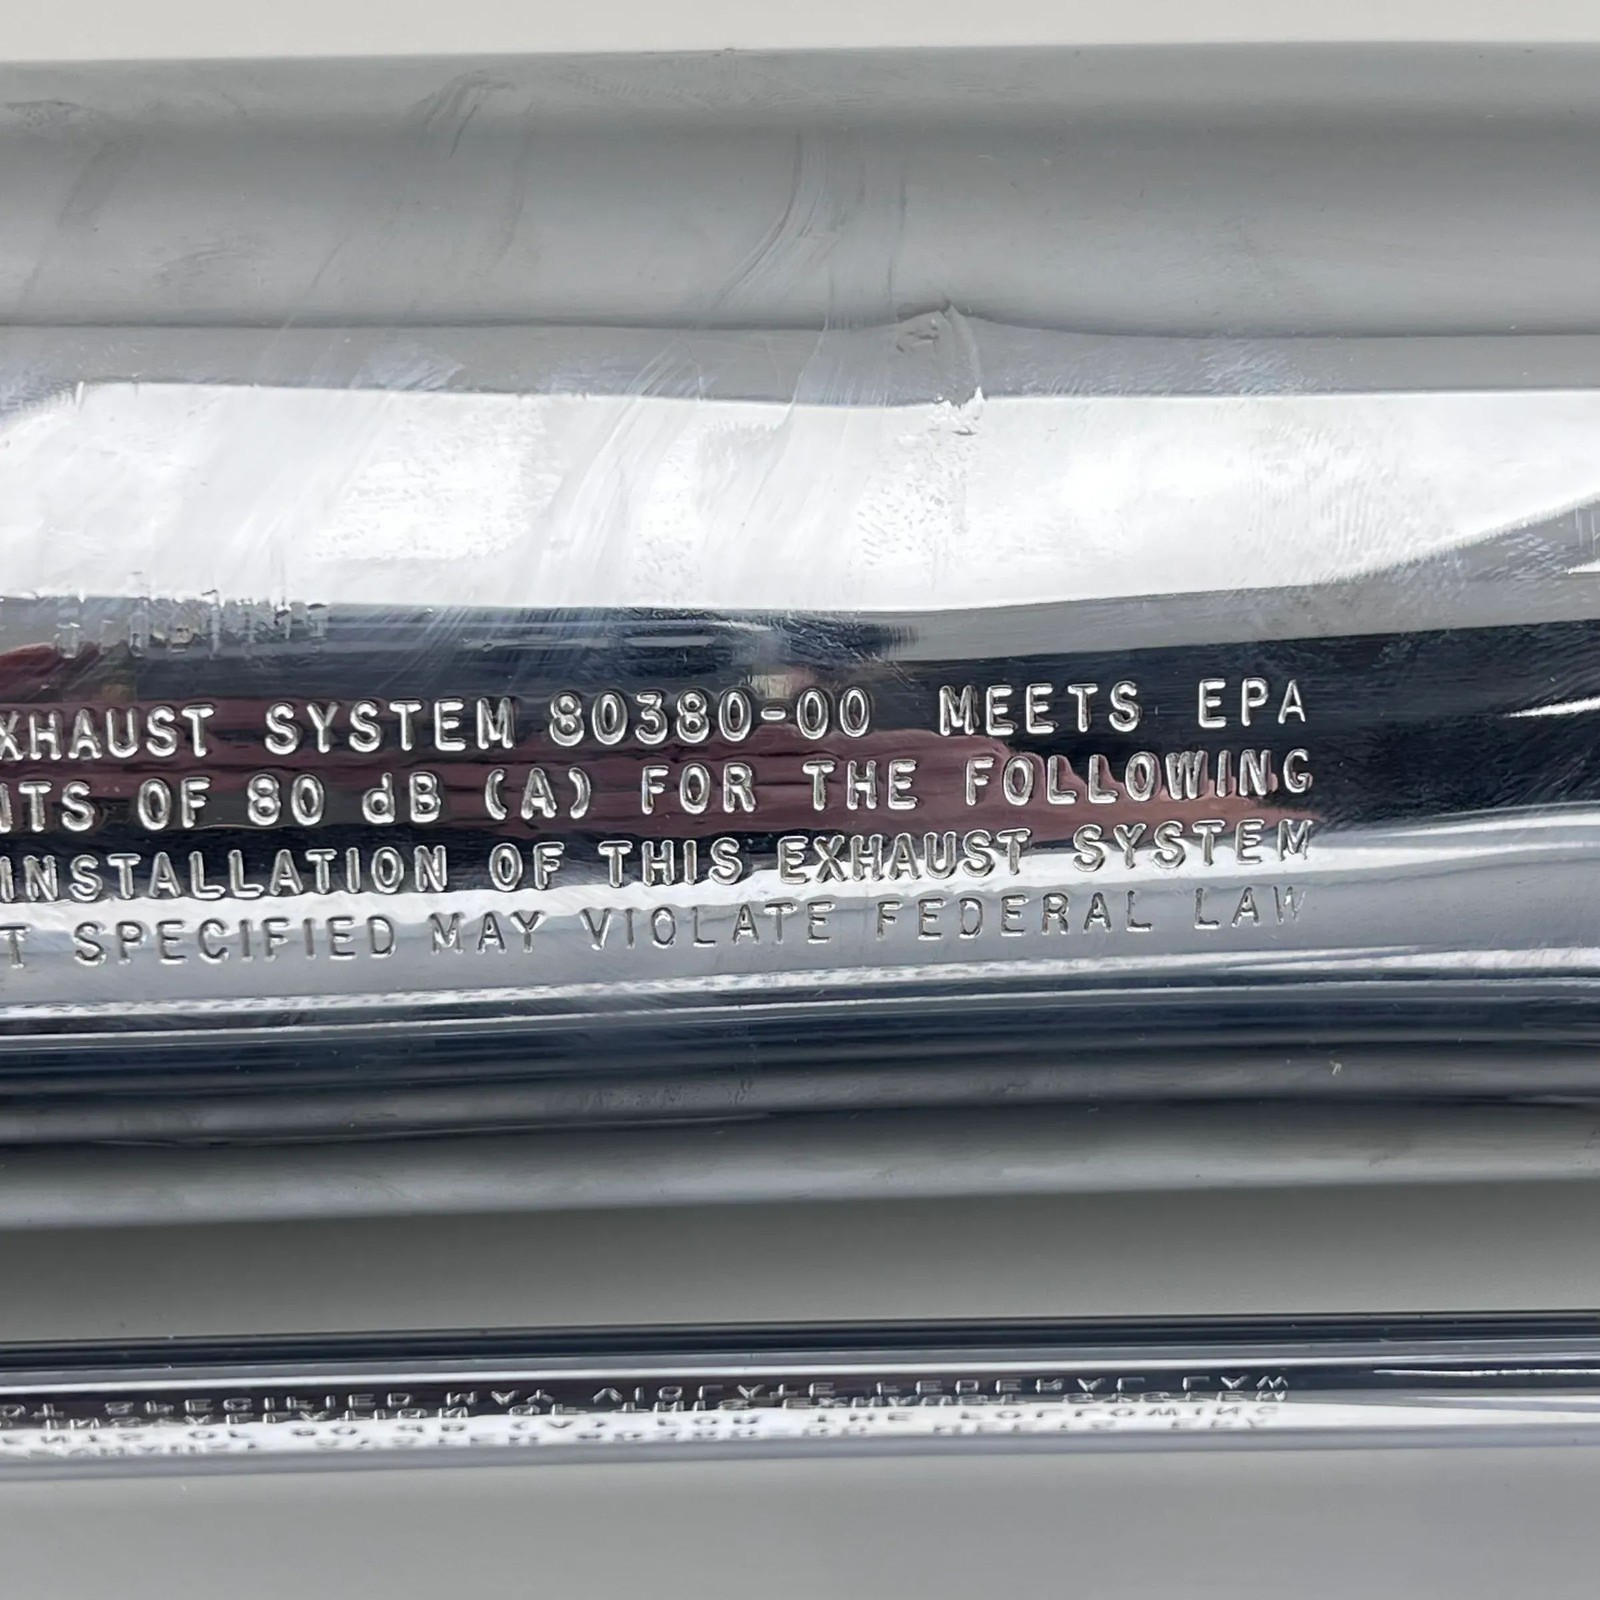 XHAUST SYSTEM 80380-00 MEETS EPA
ITS OF 80 dB (A) FOR THE FOLLOWING
INSTALLATION OF THIS EXHAUST SYSTEM
T SPECIFIED MAY VIOLATE FEDERAL LAW